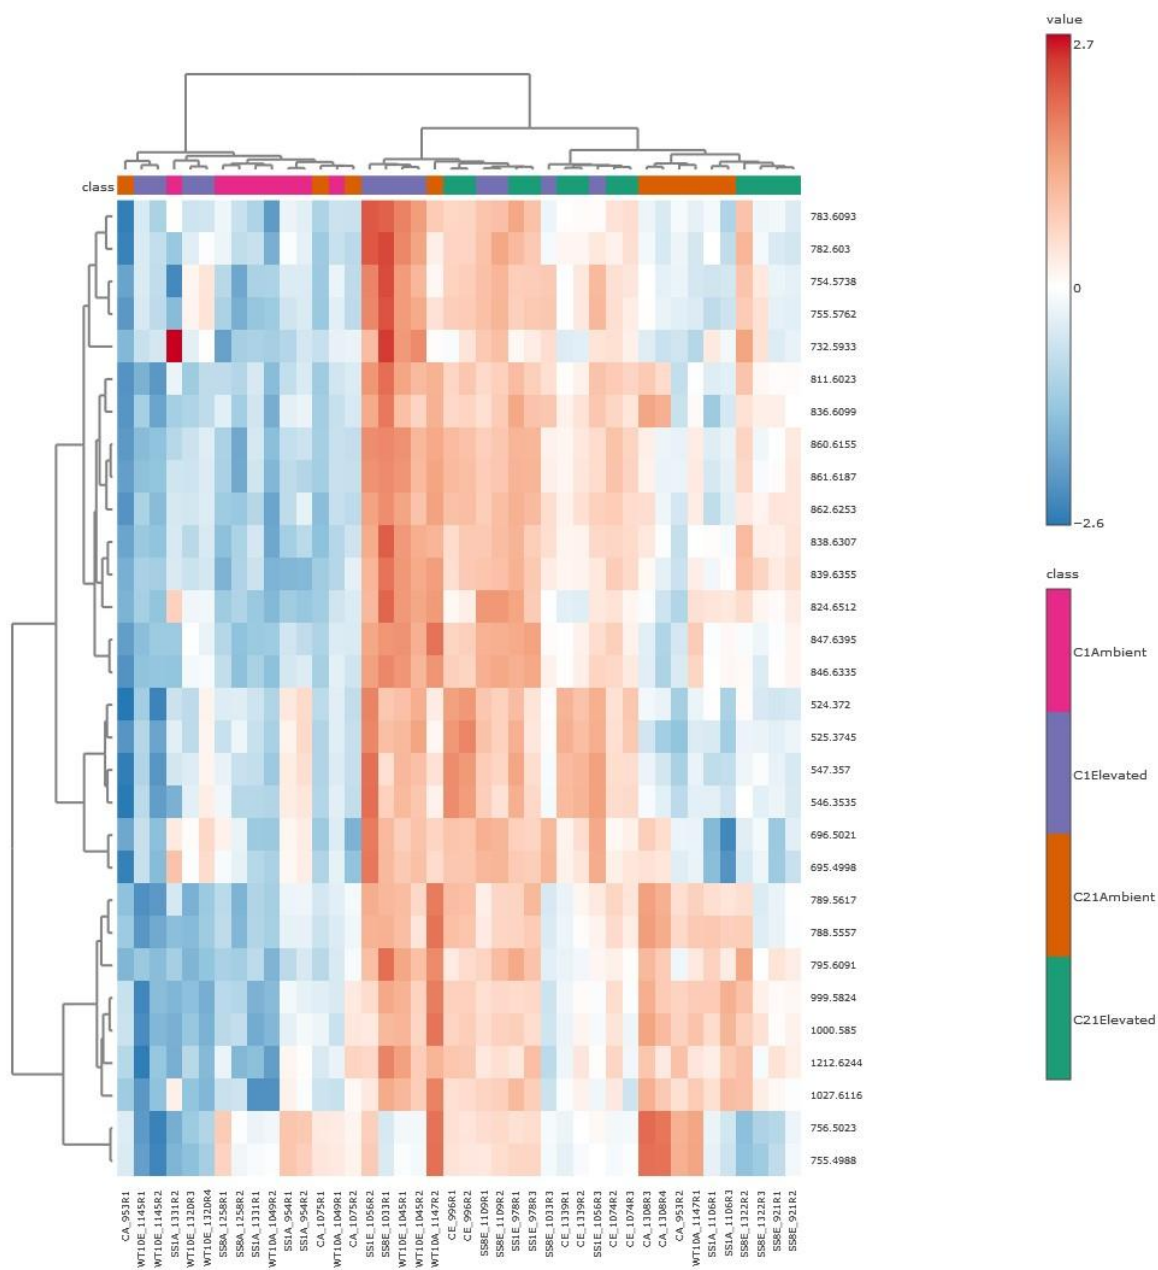 value
2.7
0
−2.6
class
class
C1Ambient
C1Elevated
C21Ambient
C21Elevated
783.6093
782.603
754.5738
755.5762
732.5933
811.6023
836.6099
860.6155
861.6187
862.6253
838.6307
839.6355
824.6512
847.6395
846.6335
524.372
525.3745
547.357
546.3535
696.5021
695.4998
789.5617
788.5557
795.6091
999.5824
1000.585
1212.6244
1027.6116
756.5023
755.4988
CA_953R1
WT10E_1145R1
WT10E_1145R2
SS1A_1331R2
WT10E_1320R3
WT10E_1320R4
SS8A_1258R1
SS8A_1258R2
SS1A_1331R1
WT10A_1049R2
SS1A_954R1
SS1A_954R2
CA_1075R1
WT10A_1049R1
CA_1075R2
SS1E_1056R2
SS8E_1033R1
WT10E_1045R1
WT10E_1045R2
WT10A_1147R2
CE_996R1
CE_996R2
SS8E_1109R1
SS8E_1109R2
SS1E_978R1
SS1E_978R3
SS8E_1033R3
CE_1339R1
CE_1339R2
SS1E_1056R3
CE_1074R2
CE_1074R3
CA_1308R3
CA_1308R4
CA_953R2
WT10A_1147R1
SS1A_1106R1
SS1A_1106R3
SS8E_1322R2
SS8E_1322R3
SS8E_921R1
SS8E_921R2